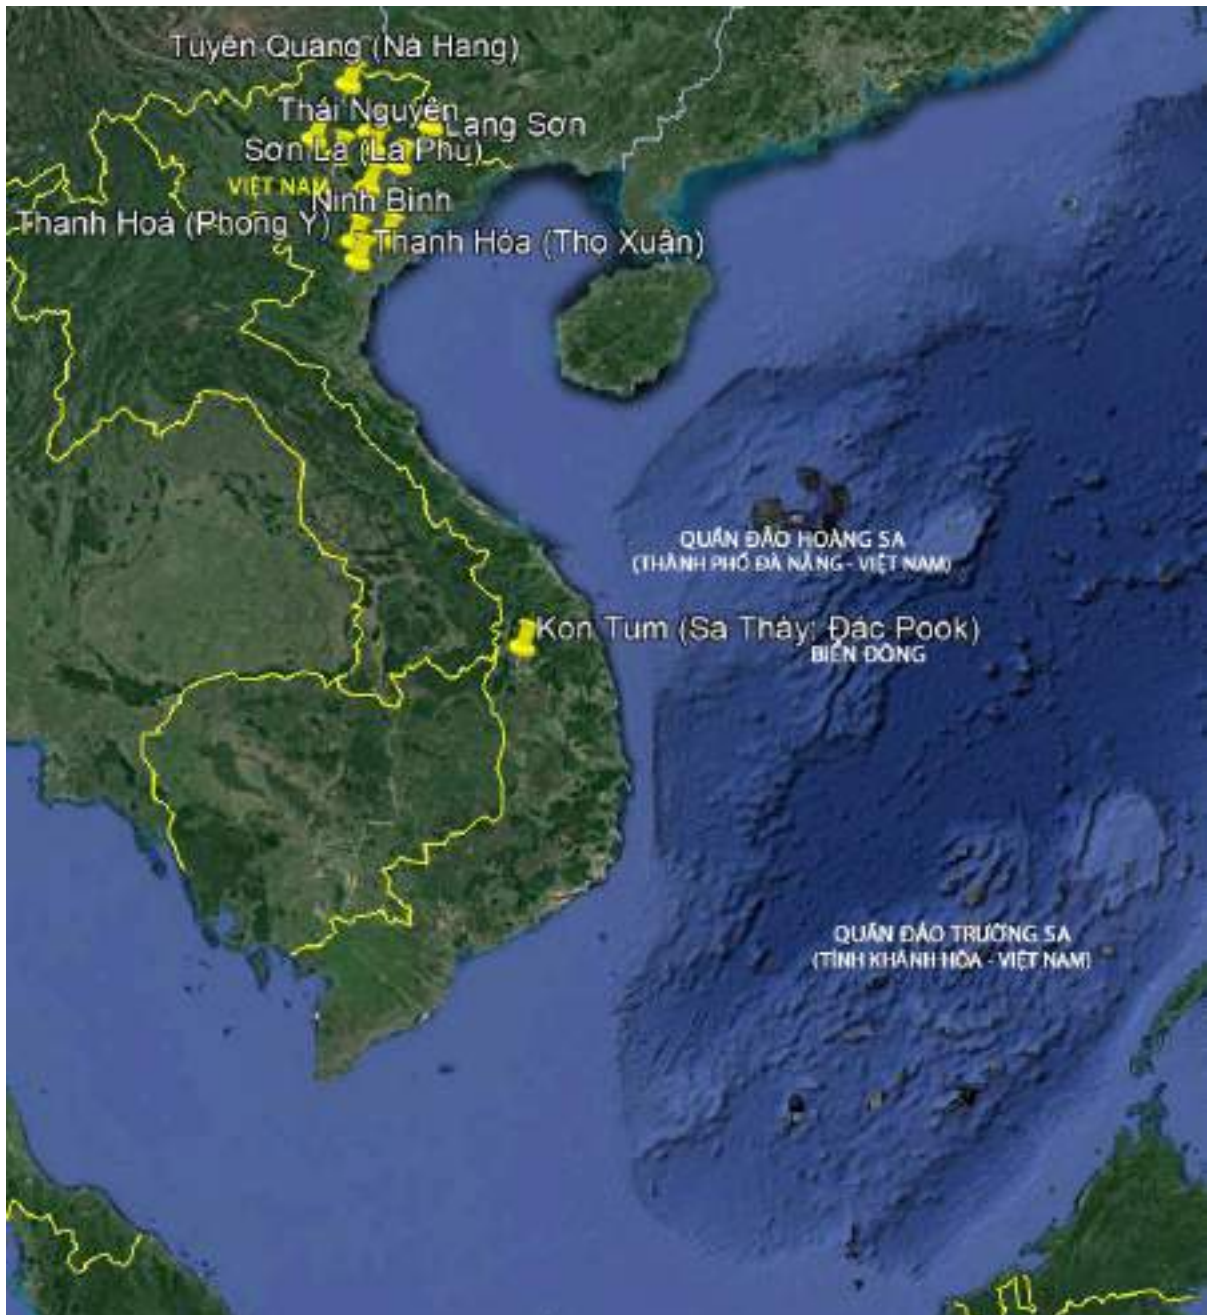 Tuyên Quang (Nà Hang)
Thái Nguyên
Lạng Sơn
Sơn La (La Phù)
VIỆT NAM
Ninh Bình
Thanh Hoá (Phong Ý)
Thanh Hóa (Thọ Xuân)
QUẦN ĐẢO HOÀNG SA
(THÀNH PHỐ ĐÀ NẴNG - VIỆT NAM)
Kon Tum (Sa Thầy; Đác Pook)
BIỂN ĐÔNG
QUẦN ĐẢO TRƯỜNG SA
(TỈNH KHÁNH HÒA - VIỆT NAM)